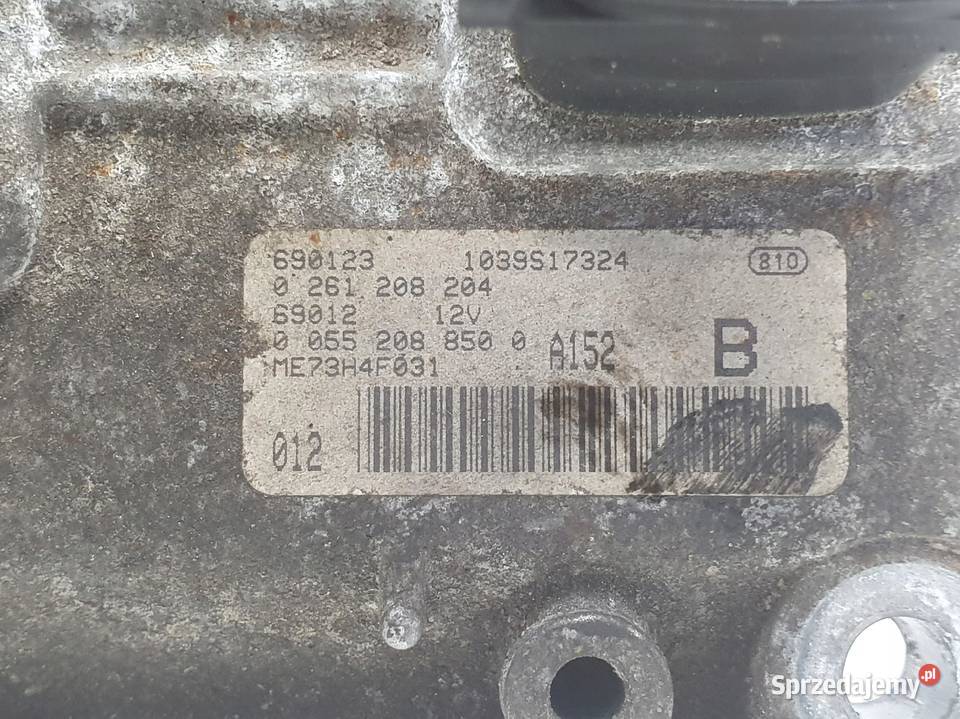 690123 1039S17324 810
0 261 208 204
69012 12V
0 055 208 850 0 A152 B
ME73H4F031
012
Sprzedajemy.pl